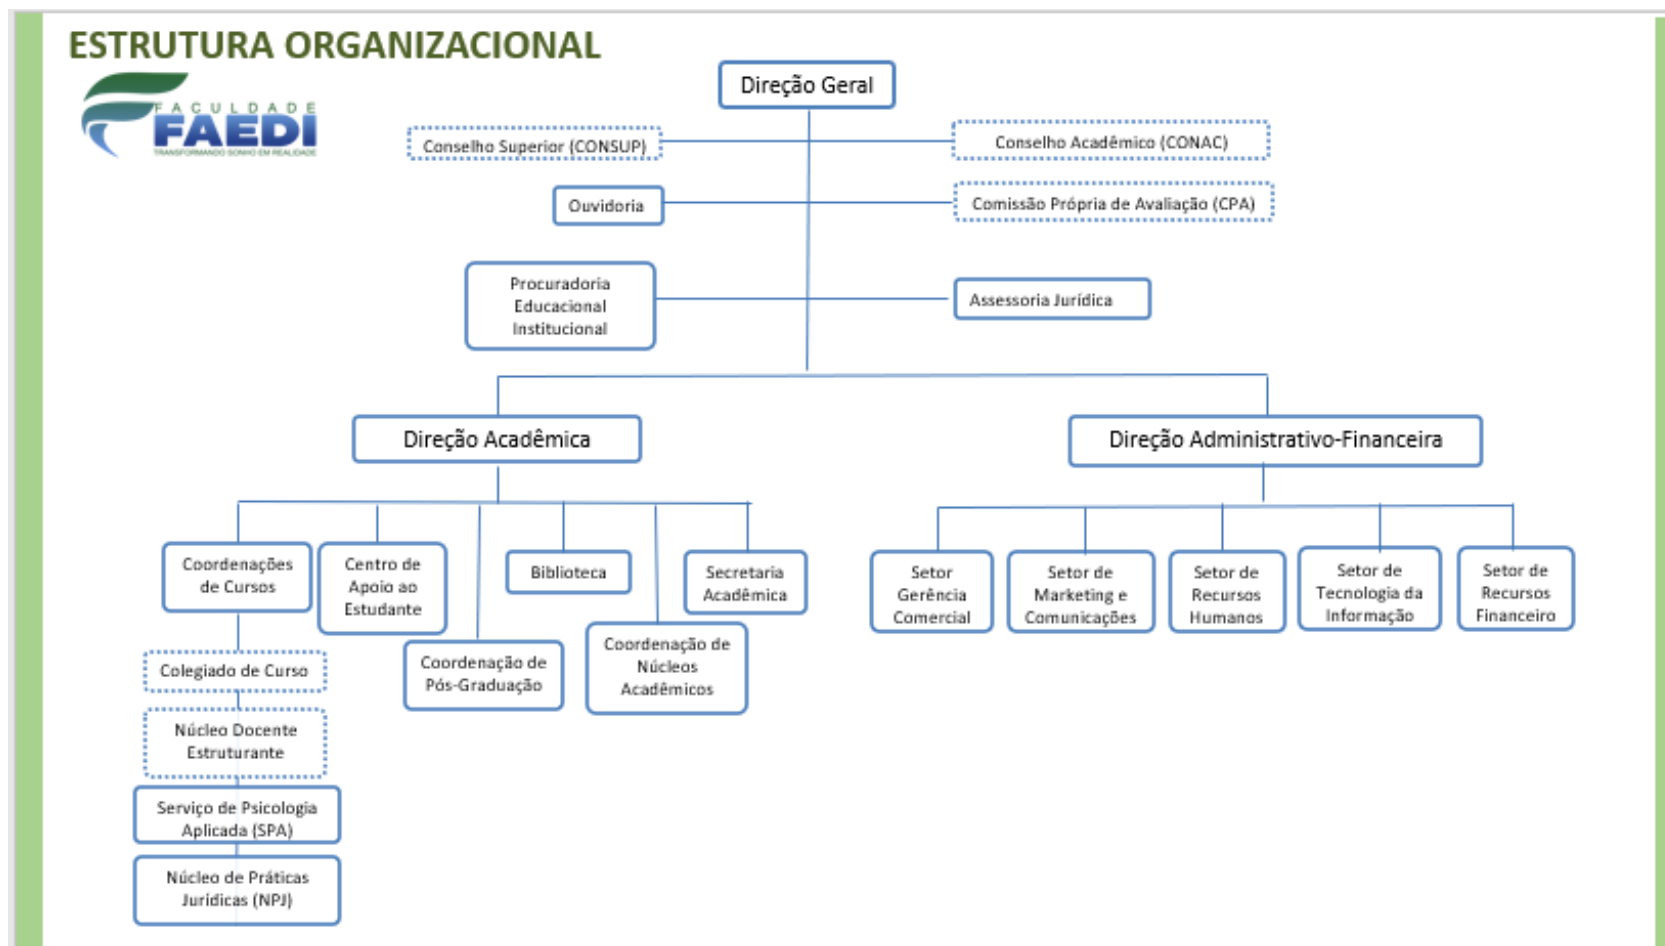 ESTRUTURA ORGANIZACIONAL
FACULDADE
FAEDI
TRANSFORMANDO SONHO EM REALIDADE
Direção Geral
Conselho Superior (CONSUP)
Conselho Acadêmico (CONAC)
Ouvidoria
Comissão Própria de Avaliação (CPA)
Procuradoria
Educacional
Institucional
Assessoria Jurídica
Direção Acadêmica
Direção Administrativo-Financeira
Coordenações
de Cursos
Centro de
Apoio ao
Estudante
Biblioteca
Secretaria
Acadêmica
Coordenação de
Pós-Graduação
Coordenação de
Núcleos
Acadêmicos
Colegiado de Curso
Núcleo Docente
Estruturante
Serviço de Psicologia
Aplicada (SPA)
Núcleo de Práticas
Jurídicas (NPJ)
Setor
Gerência
Comercial
Setor de
Marketing e
Comunicações
Setor de
Recursos
Humanos
Setor de
Tecnologia da
Informação
Setor de
Recursos
Financeiro